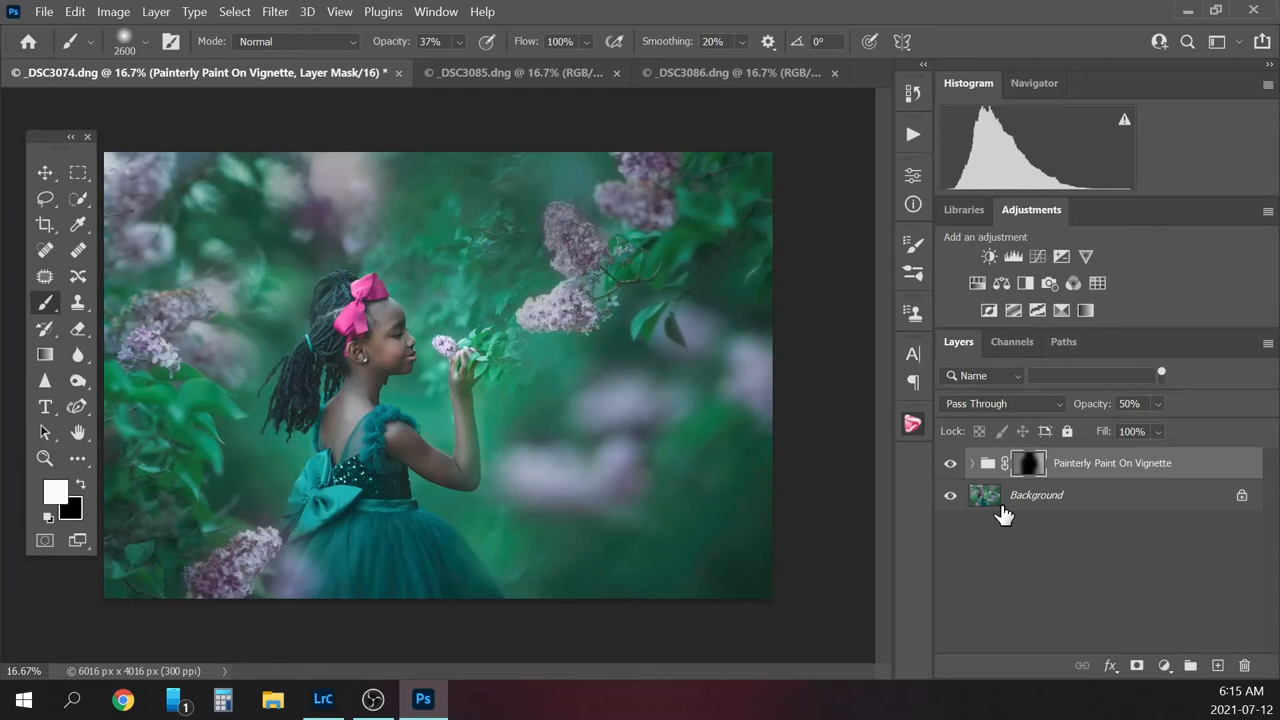 Ps File Edit Image Layer Type Select Filter 3D View Plugins Window Help
2600 Mode: Normal Opacity: 37% Flow: 100% Smoothing: 20% 0°
© _DSC3074.dng @ 16.7% (Painterly Paint On Vignette, Layer Mask/16) * × © _DSC3085.dng @ 16.7% (RGB/... × © _DSC3086.dng @ 16.7% (RGB/... ×
Histogram Navigator
Libraries Adjustments
Add an adjustment
Layers Channels Paths
Name
Pass Through Opacity: 50%
Lock: Fill: 100%
Painterly Paint On Vignette
Background
16.67% © 6016 px x 4016 px (300 ppi)
1 LrC Ps 6:15 AM
2021-07-12